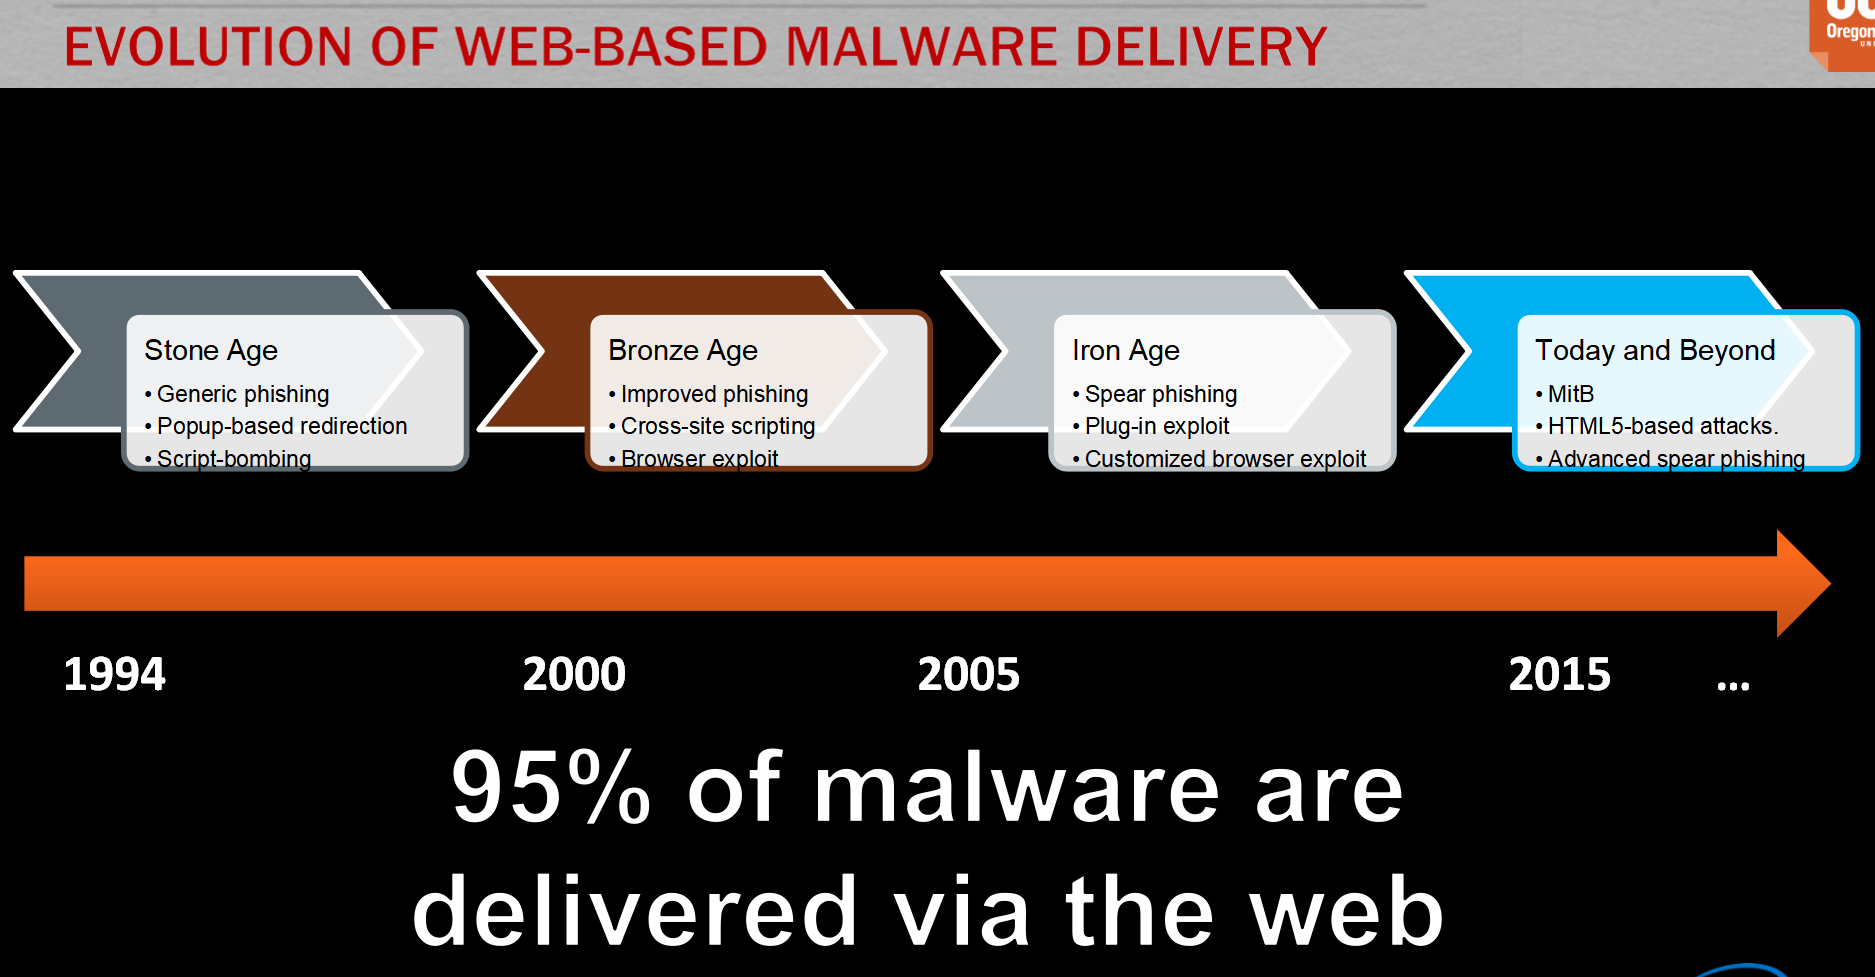 EVOLUTION OF WEB-BASED MALWARE DELIVERY
Oregon
Stone Age
• Generic phishing
• Popup-based redirection
• Script-bombing
Bronze Age
• Improved phishing
• Cross-site scripting
• Browser exploit
Iron Age
• Spear phishing
• Plug-in exploit
• Customized browser exploit
Today and Beyond
• MitB
• HTML5-based attacks.
• Advanced spear phishing
1994
2000
2005
2015
...
95% of malware are
delivered via the web